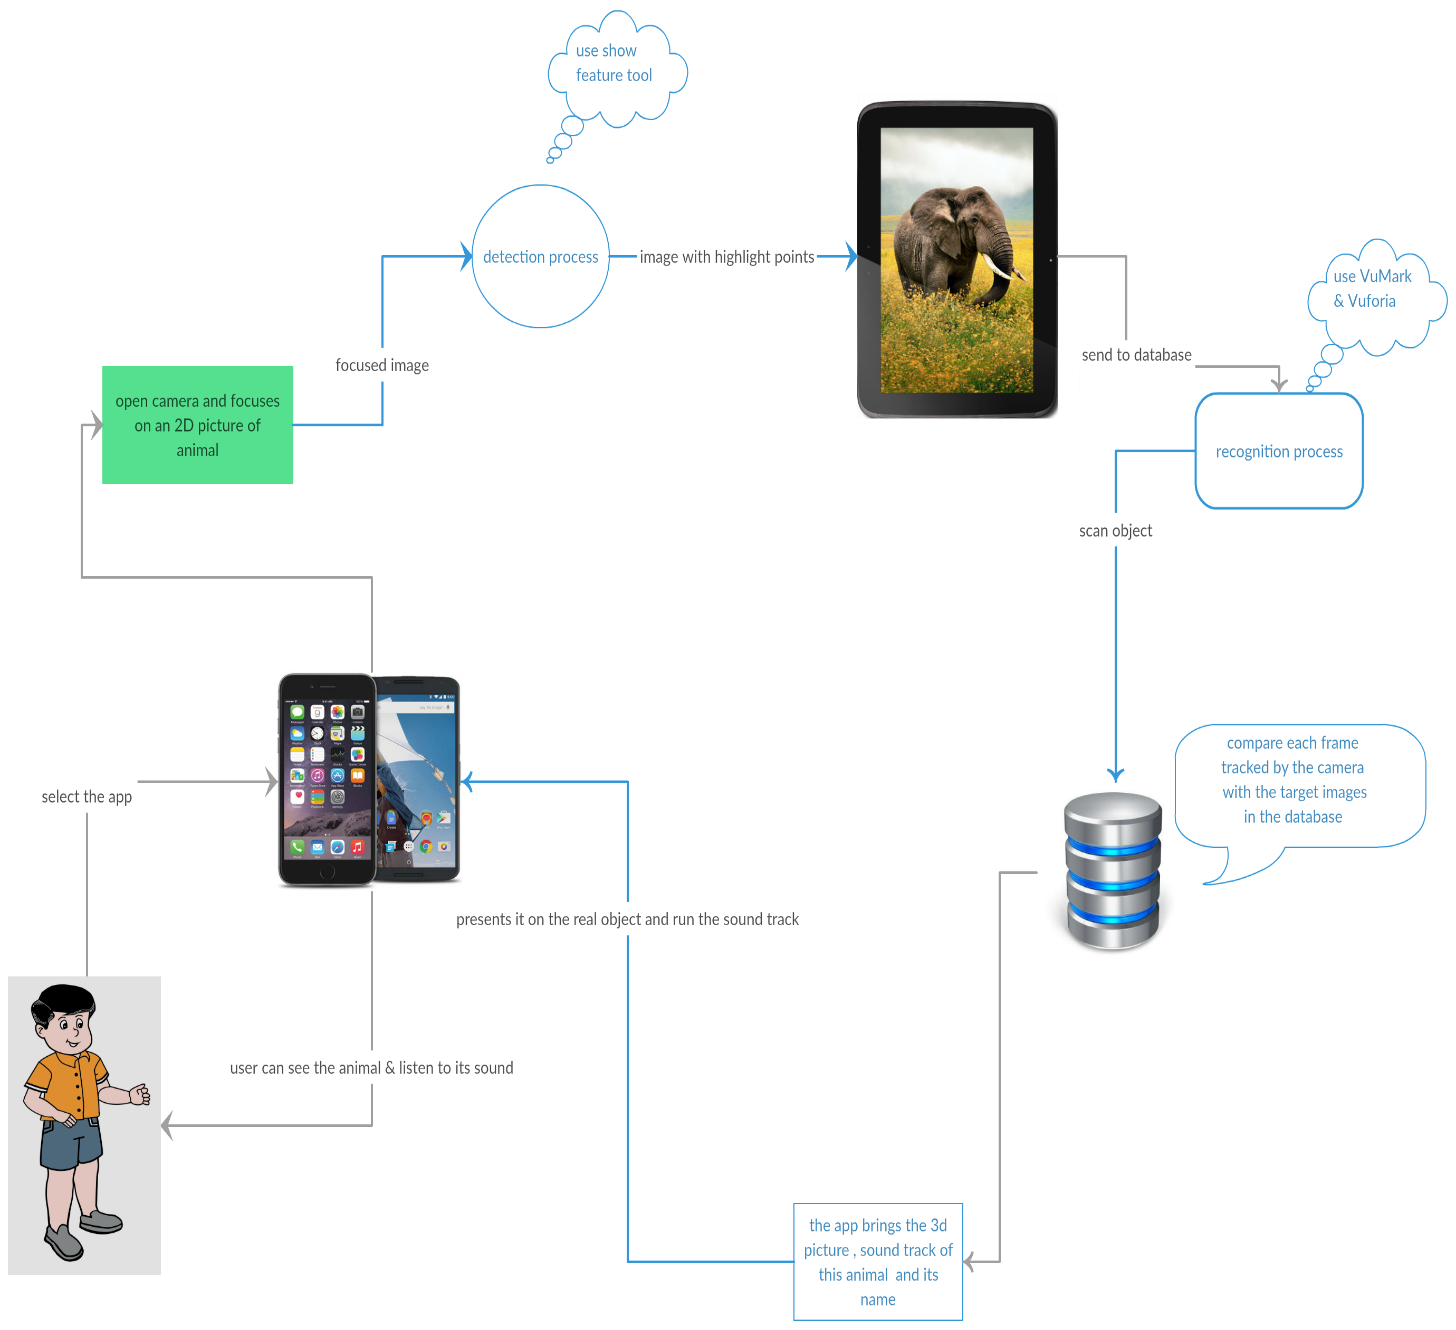 use show
feature tool
detection process
image with highlight points
use VuMark
& Vuforia
send to database
focused image
open camera and focuses
on an 2D picture of
animal
recognition process
scan object
compare each frame
tracked by the camera
with the target images
in the database
select the app
presents it on the real object and run the sound track
user can see the animal & listen to its sound
the app brings the 3d
picture , sound track of
this animal and its
name